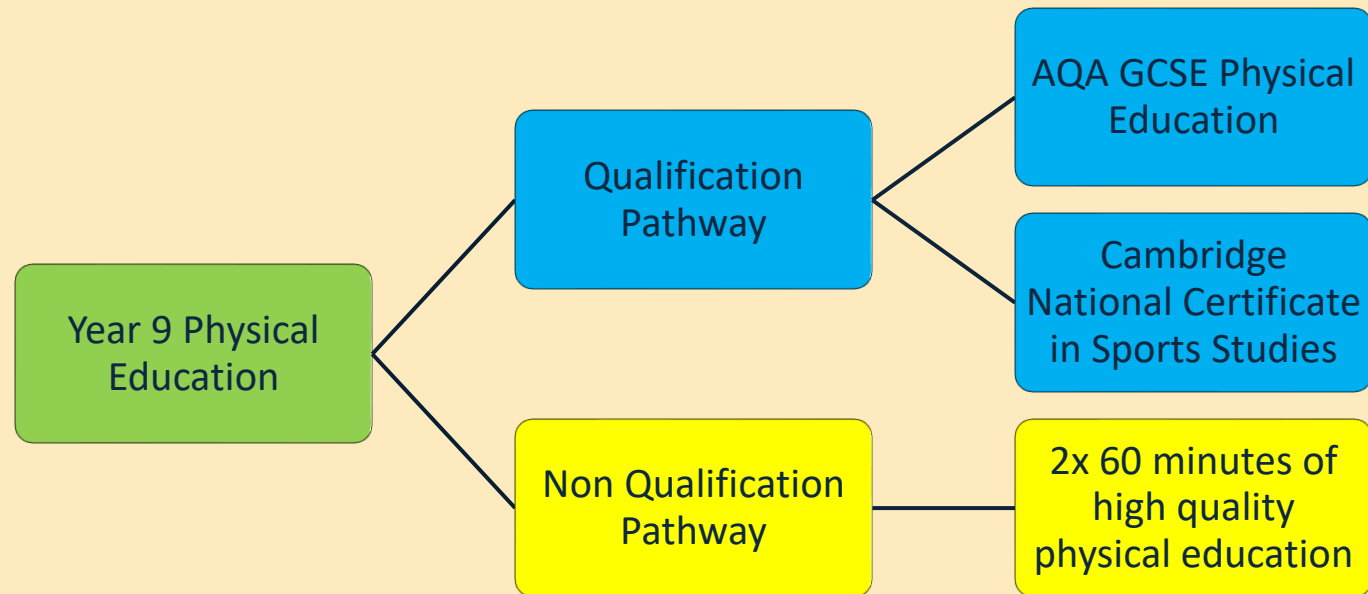 Year 9 Physical
Education
Qualification
Pathway
AQA GCSE Physical
Education
Cambridge
National Certificate
in Sports Studies
Non Qualification
Pathway
2x 60 minutes of
high quality
physical education